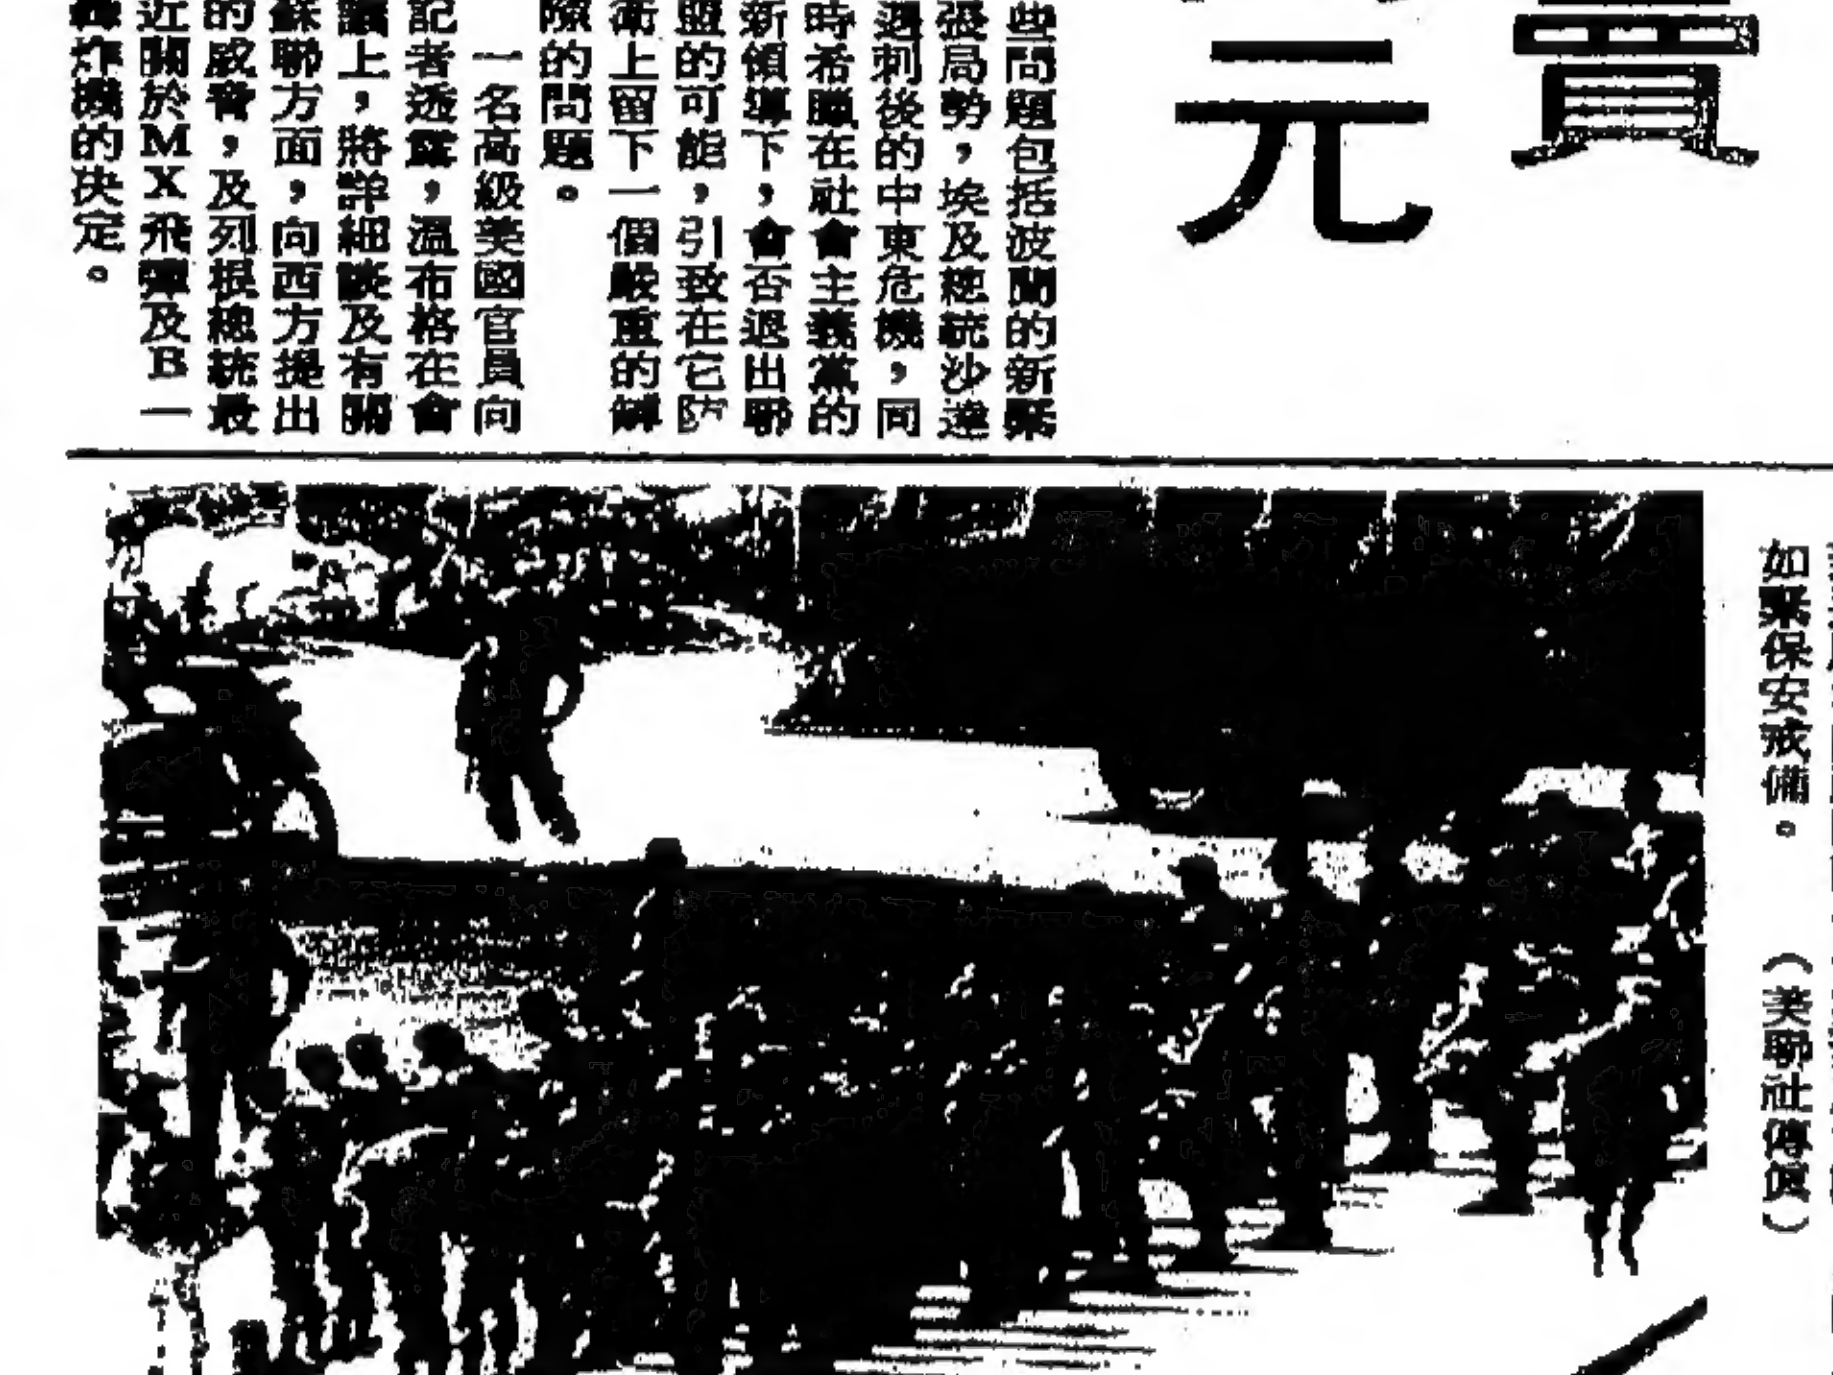 賣
元
些問題包括波蘭的新緊
張局勢，埃及總統沙達
遇刺後的中東危機，同
時希臘在社會主義黨的
新領導下，會否退出聯
盟的可能，引致在它防
衛上留下一個嚴重的罅
隙的問題。
一名高級美國官員向
記者透露，溫布格在會
議上，將詳細談及有關
蘇聯方面，向西方提出
的威脅，及列根總統最
近關於MX飛彈及B一
轟炸機的決定。
如緊保安戒備。（美聯社傳真）